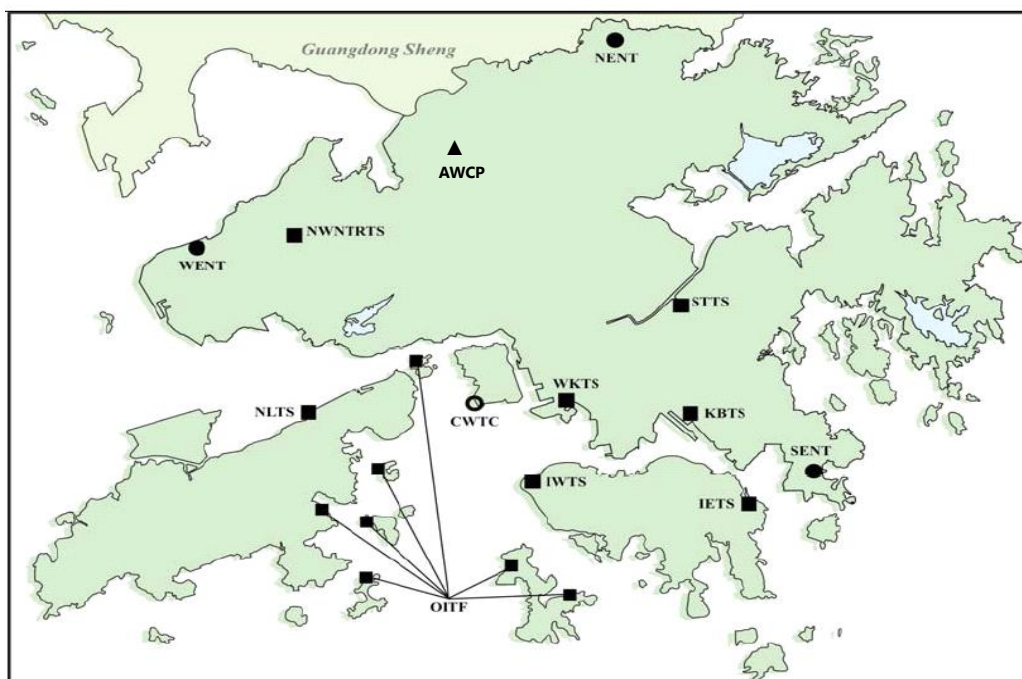 Guangdong Sheng
NENT
AWCP
NWNTRTS
WENT
STTS
WKTS
NLTS
CWTC
KBTS
SENT
IWTS
IETS
OITF